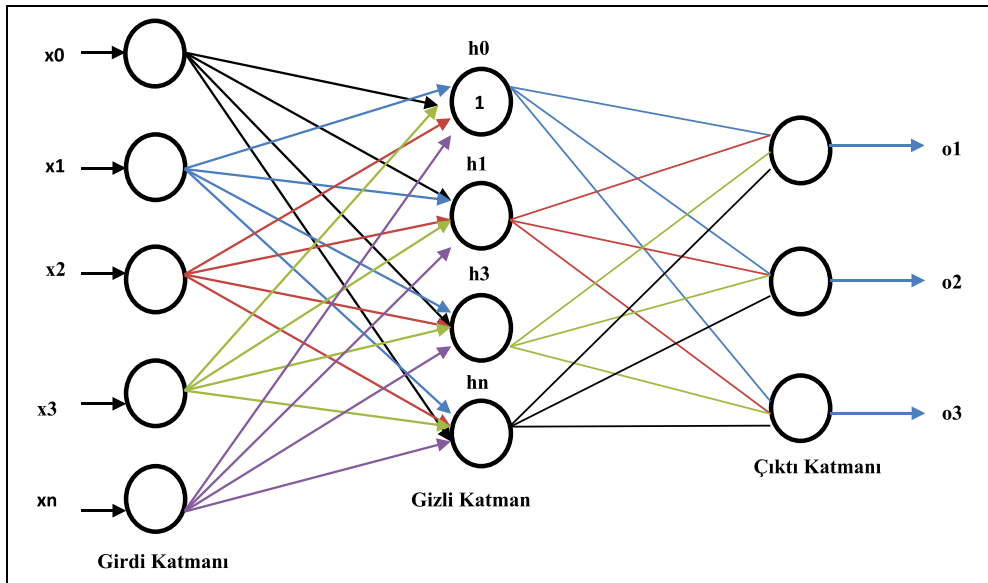 x0
x1
x2
x3
xn
Girdi Katmanı
h0
1
h1
h3
hn
Gizli Katman
o1
o2
o3
Çıktı Katmanı